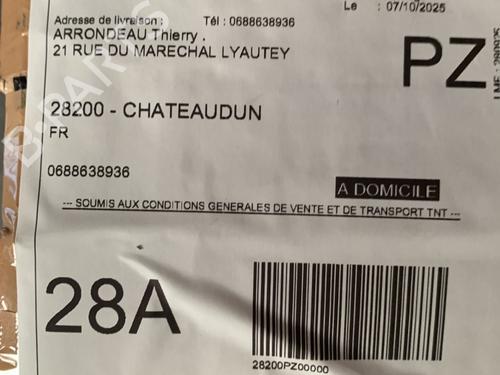 Le : 07/10/2025
Adresse de livraison : Tél : 0688638936
ARRONDEAU Thierry .
21 RUE DU MARECHAL LYAUTEY
PZ
28200 - CHATEAUDUN
FR
0688638936
A DOMICILE
--- SOUMIS AUX CONDITIONS GENERALES DE VENTE ET DE TRANSPORT TNT ---
28A
28200PZ00000
B-PARTS